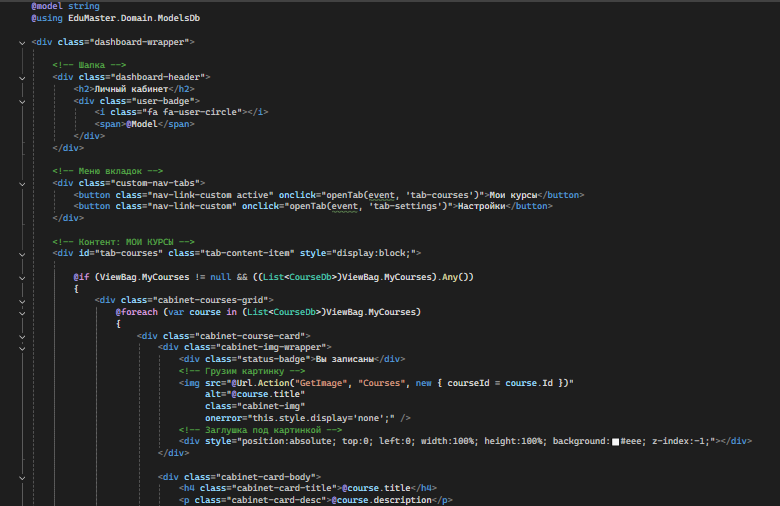 @model string
@using EduMaster.Domain.ModelsDb
<div class="dashboard-wrapper">
<!-- Шапка -->
<div class="dashboard-header">
<h2>Личный кабинет</h2>
<div class="user-badge">
<i class="fa fa-user-circle"></i>
<span>@Model</span>
</div>
</div>
<!-- Меню вкладок -->
<div class="custom-nav-tabs">
<button class="nav-link-custom active" onclick="openTab(event, 'tab-courses')">Мои курсы</button>
<button class="nav-link-custom" onclick="openTab(event, 'tab-settings')">Настройки</button>
</div>
<!-- Контент: МОИ КУРСЫ -->
<div id="tab-courses" class="tab-content-item" style="display:block;">
@if (ViewBag.MyCourses != null && ((List<CourseDb>)ViewBag.MyCourses).Any())
{
<div class="cabinet-courses-grid">
@foreach (var course in (List<CourseDb>)ViewBag.MyCourses)
{
<div class="cabinet-course-card">
<div class="cabinet-img-wrapper">
<div class="status-badge">Вы записаны</div>
<!-- Грузим картинку -->
<img src="@Url.Action("GetImage", "Courses", new { courseId = course.Id })"
alt="@course.title"
class="cabinet-img"
onerror="this.style.display='none';" />
<!-- Заглушка под картинкой -->
<div style="position:absolute; top:0; left:0; width:100%; height:100%; background:#eee; z-index:-1;"></div>
</div>
<div class="cabinet-card-body">
<h4 class="cabinet-card-title">@course.title</h4>
<p class="cabinet-card-desc">@course.description</p>